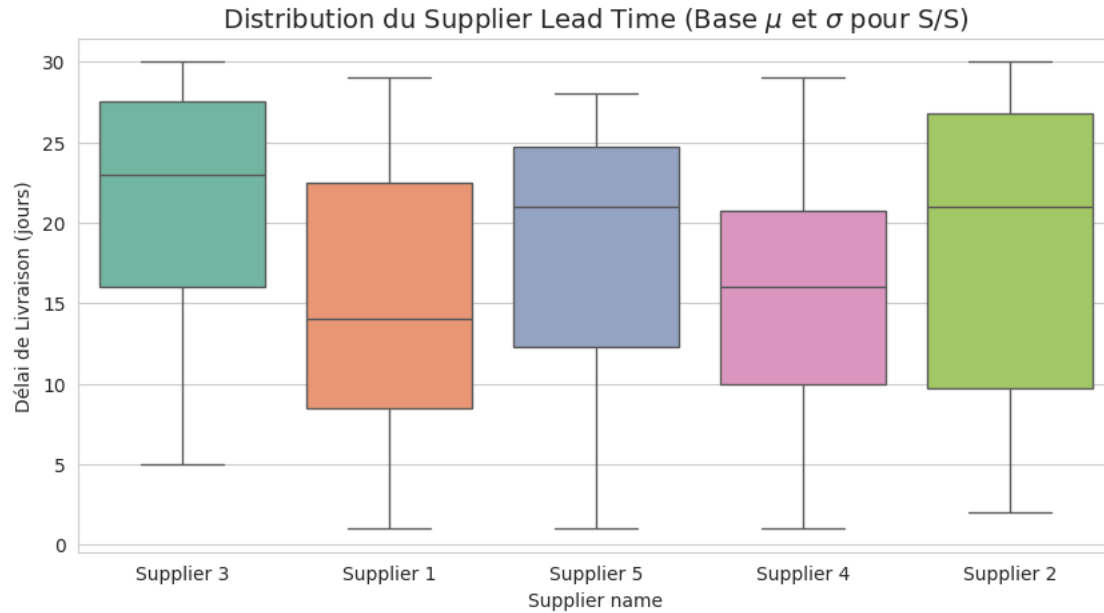 Distribution du Supplier Lead Time (Base μ et σ pour S/S)
Délai de Livraison (jours)
30
25
20
15
10
5
0
Supplier 3
Supplier 1
Supplier 5
Supplier 4
Supplier 2
Supplier name